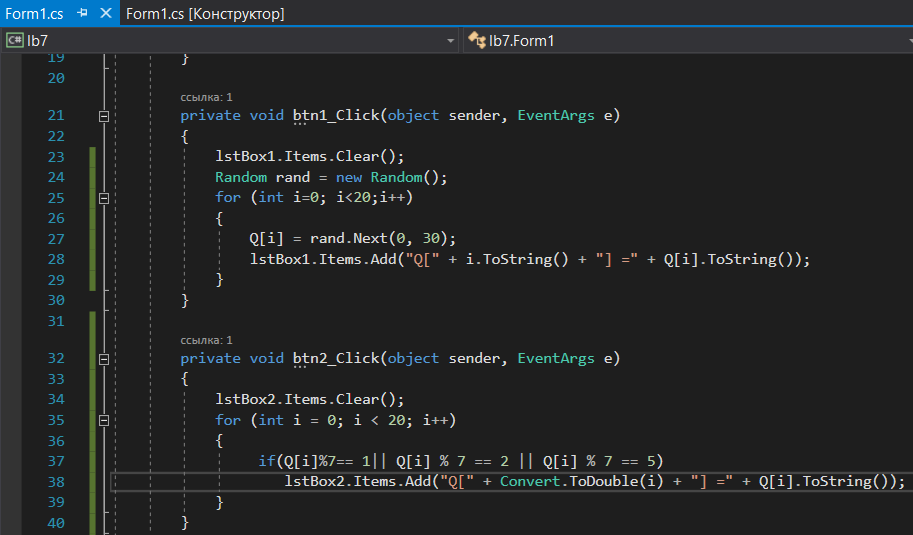 Form1.cs Form1.cs [Конструктор]
C# lb7 lb7.Form1
19 }
20
ссылка: 1
21 private void btn1_Click(object sender, EventArgs e)
22 {
23 lstBox1.Items.Clear();
24 Random rand = new Random();
25 for (int i=0; i<20;i++)
26 {
27 Q[i] = rand.Next(0, 30);
28 lstBox1.Items.Add("Q[" + i.ToString() + "] =" + Q[i].ToString());
29 }
30 }
31
ссылка: 1
32 private void btn2_Click(object sender, EventArgs e)
33 {
34 lstBox2.Items.Clear();
35 for (int i = 0; i < 20; i++)
36 {
37 if(Q[i]%7== 1|| Q[i] % 7 == 2 || Q[i] % 7 == 5)
38 lstBox2.Items.Add("Q[" + Convert.ToDouble(i) + "] =" + Q[i].ToString());
39 }
40 }